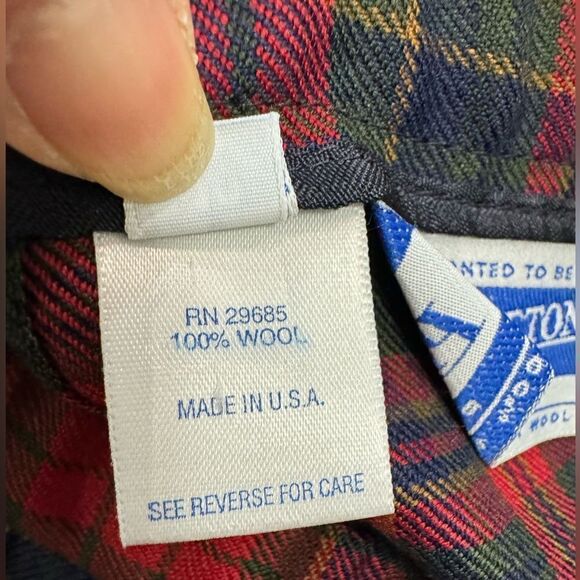 RN 29685
100% WOOL
MADE IN U.S.A.
SEE REVERSE FOR CARE
NTED TO BE
TON
WOOL